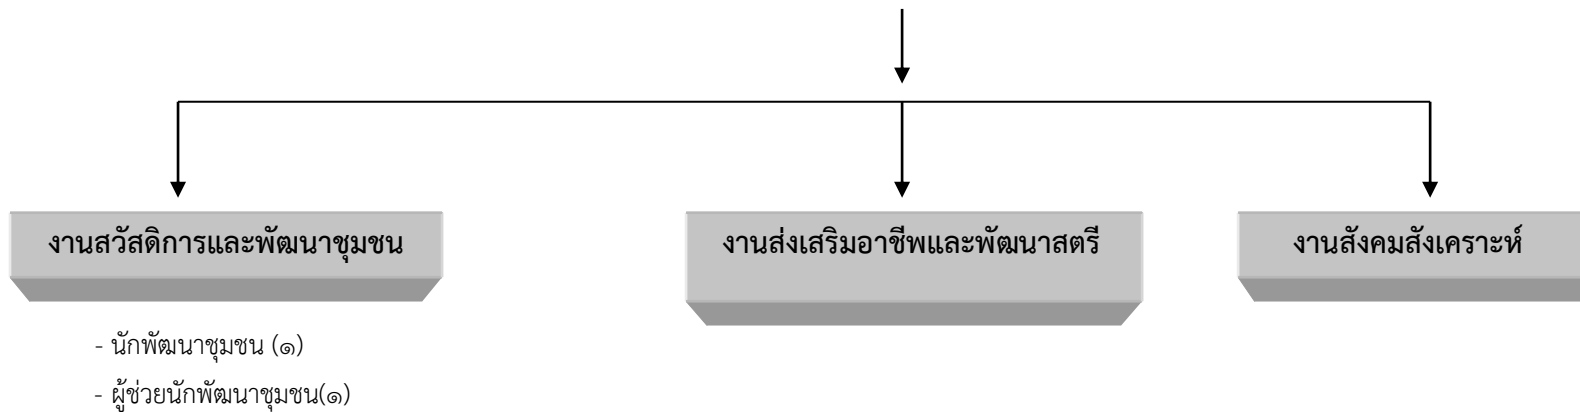 งานสวัสดิการและพัฒนาชุมชน
งานส่งเสริมอาชีพและพัฒนาสตรี
งานสังคมสังเคราะห์
- นักพัฒนาชุมชน (๑)
- ผู้ช่วยนักพัฒนาชุมชน(๑)